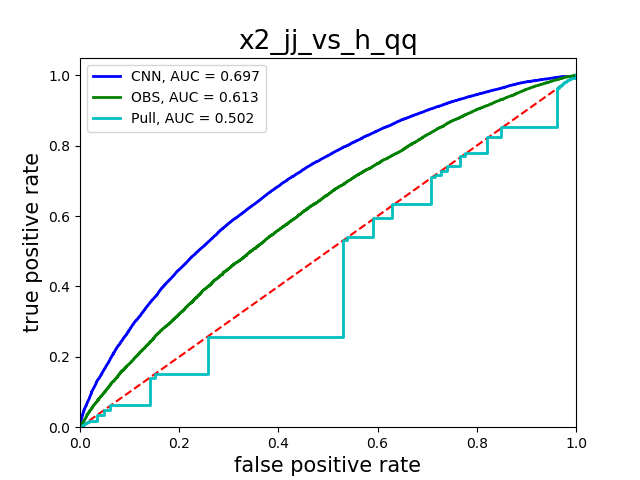 x2_jj_vs_h_qq
CNN, AUC = 0.697
OBS, AUC = 0.613
Pull, AUC = 0.502
true positive rate
1.0
0.8
0.6
0.4
0.2
0.0
0.0 0.2 0.4 0.6 0.8 1.0
false positive rate